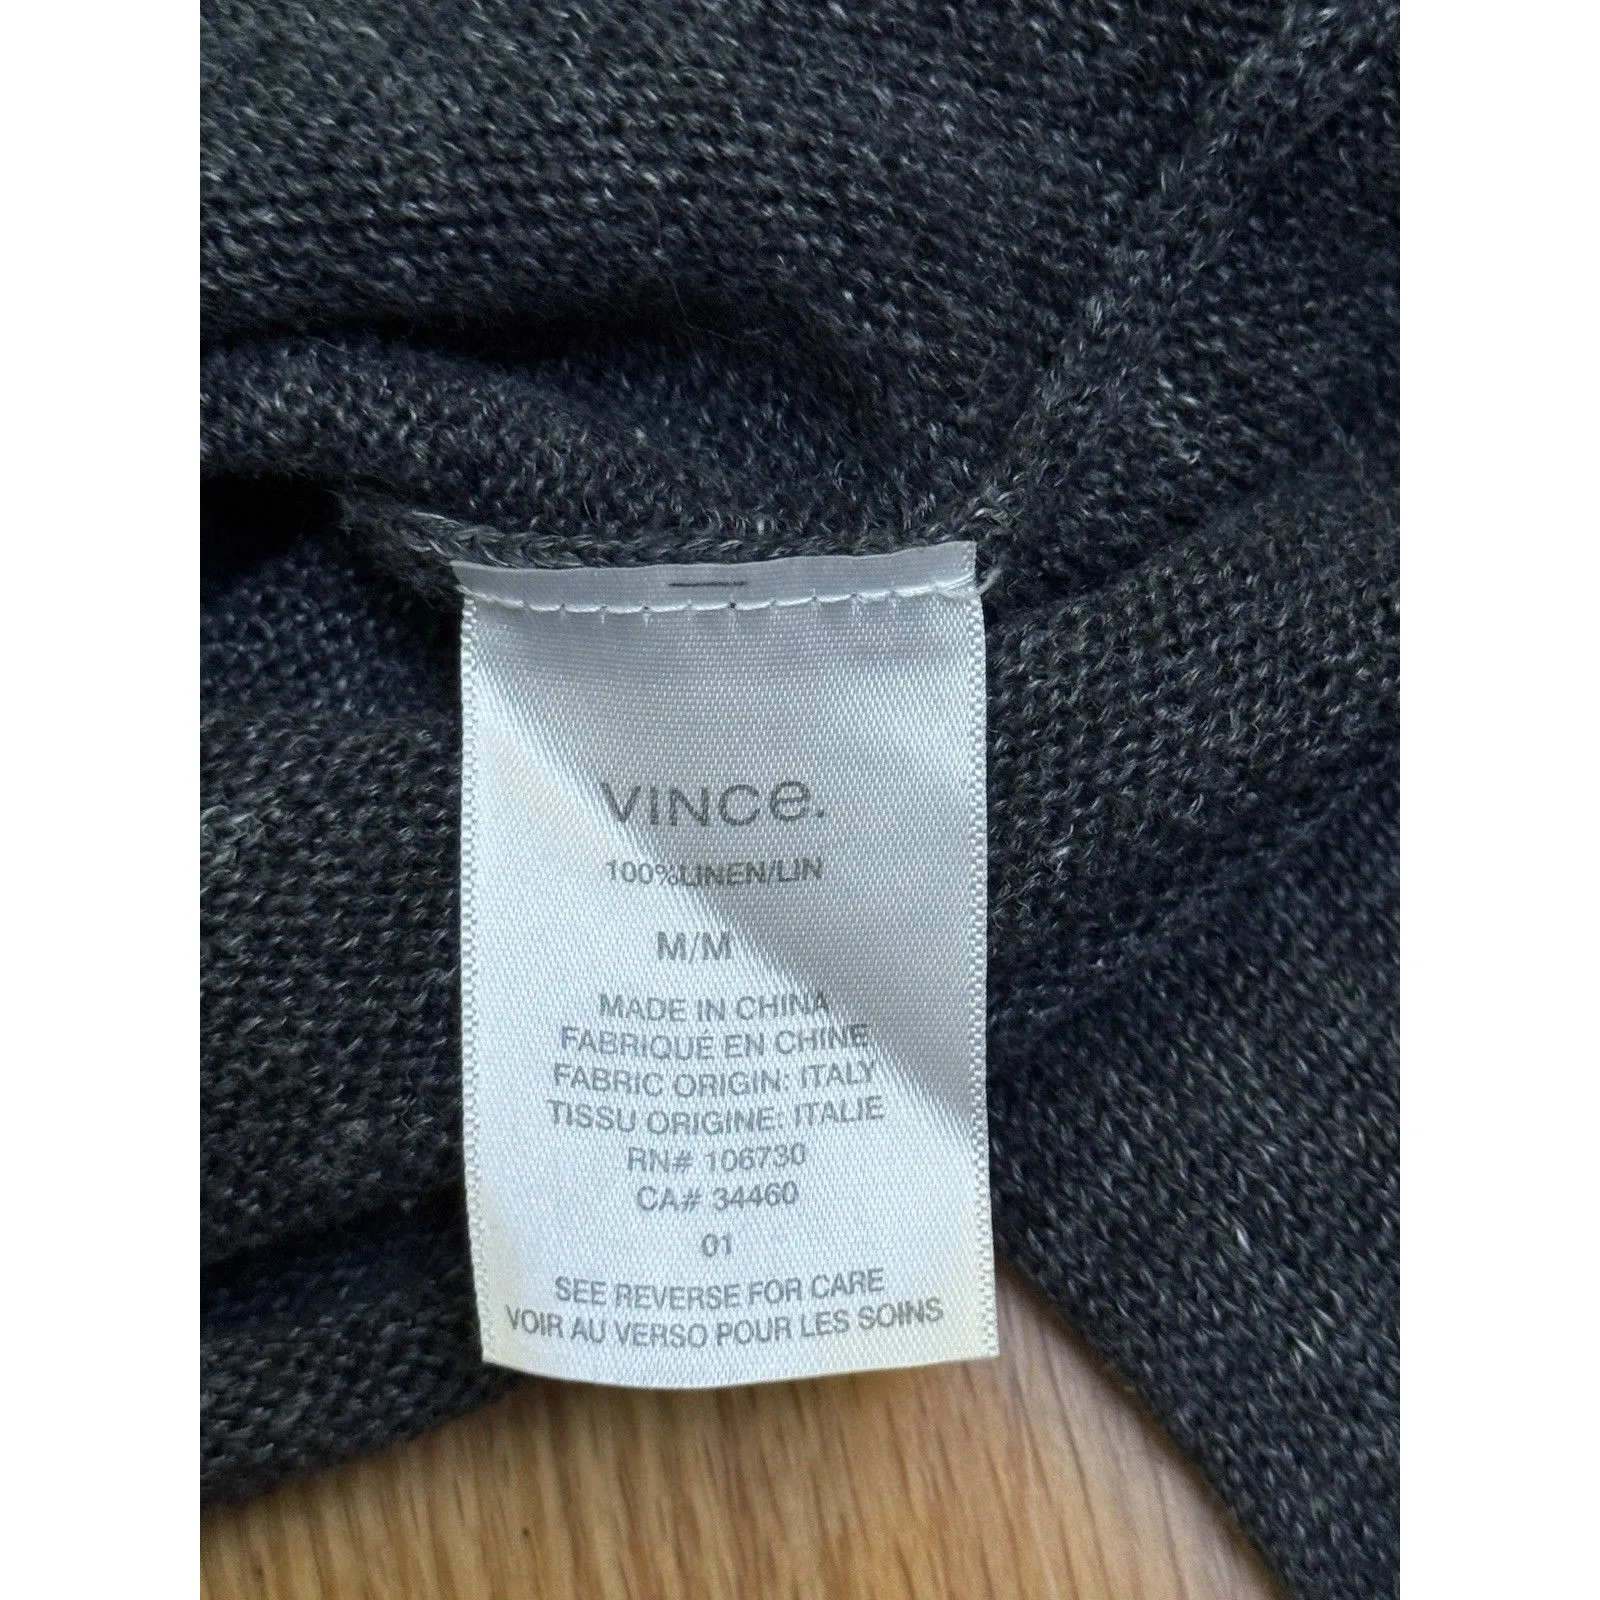 VINCe.
100%LINEN/LIN
M/M
MADE IN CHINA
FABRIQUÉ EN CHINE
FABRIC ORIGIN: ITALY
TISSU ORIGINE: ITALIE
RN# 106730
CA# 34460
01
SEE REVERSE FOR CARE
VOIR AU VERSO POUR LES SOINS